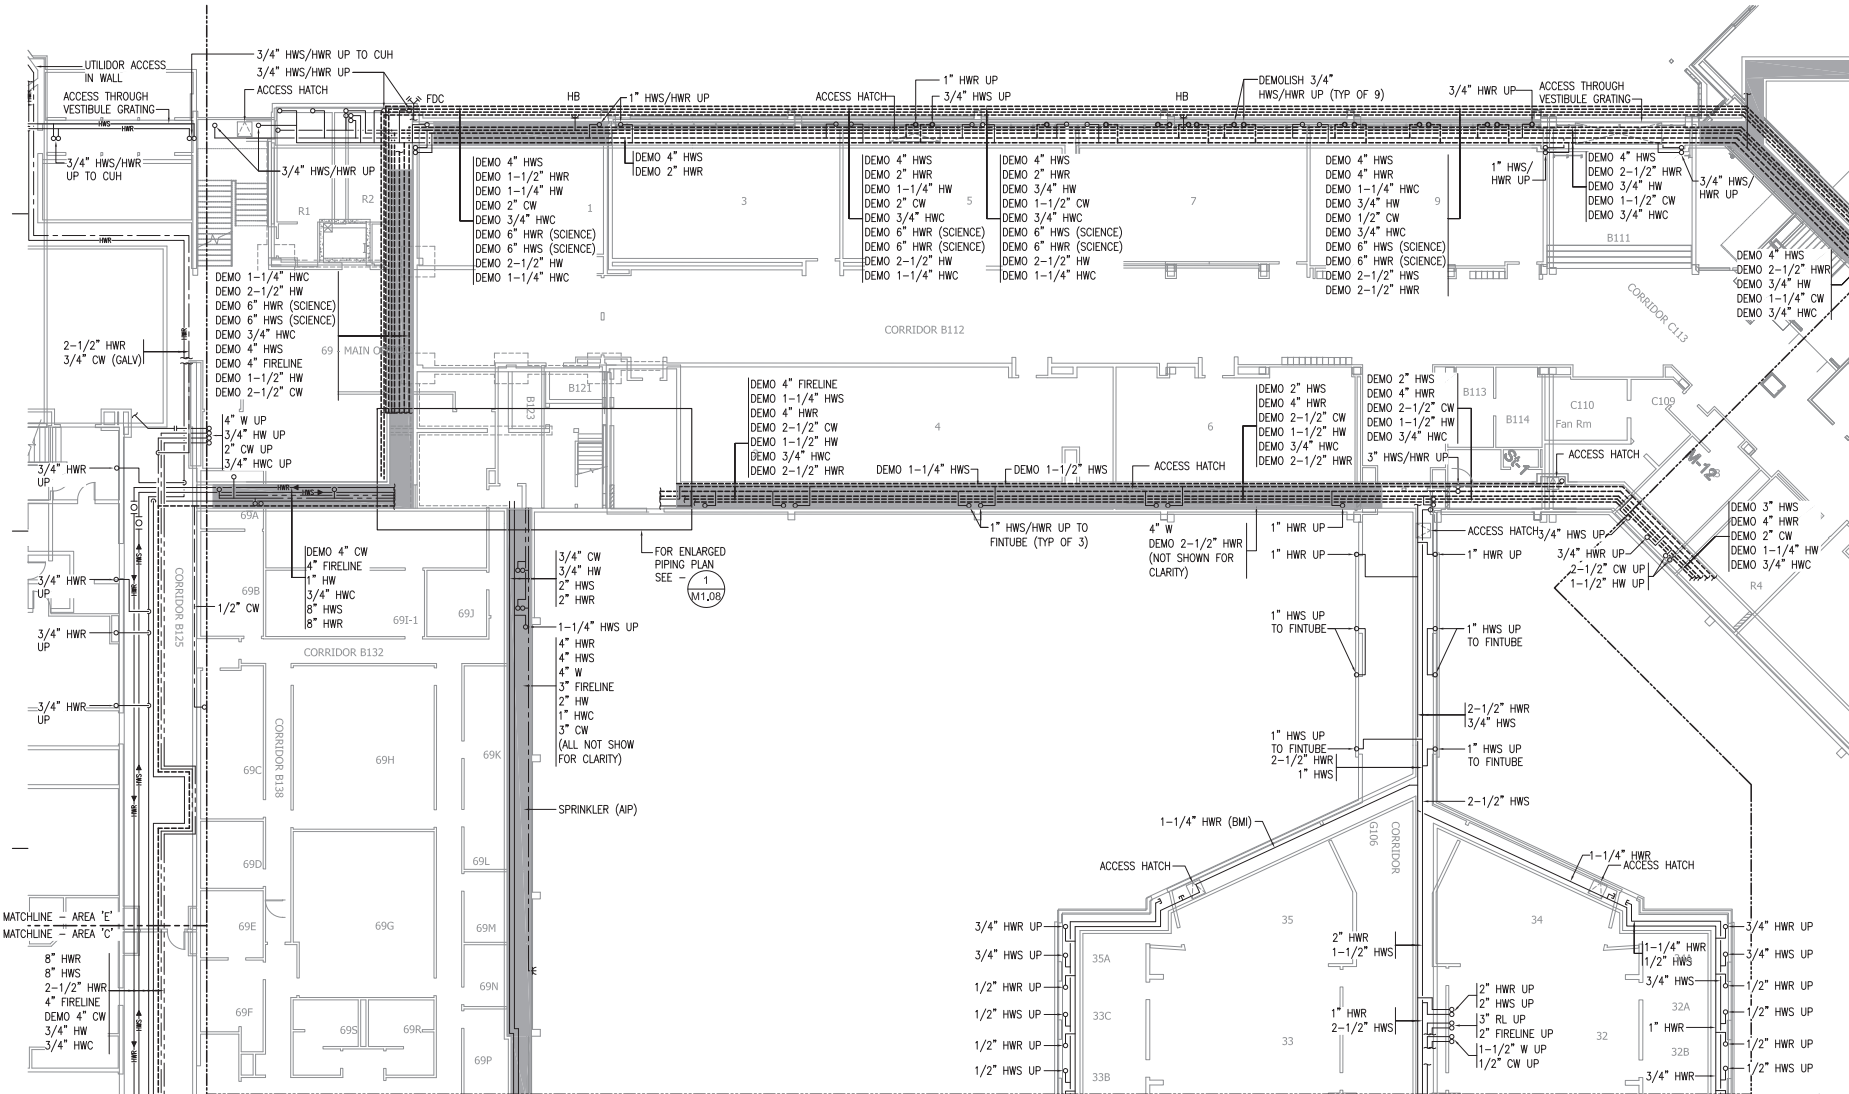 3/4" HWS/HWR UP TO CUH
UTILIDOR ACCESS
IN WALL
3/4" HWS/HWR UP
ACCESS HATCH
ACCESS THROUGH
VESTIBULE GRATING
HWS
HWR
3/4" HWS/HWR
UP TO CUH
3/4" HWS/HWR UP
FDC
HB
1" HWS/HWR UP
ACCESS HATCH
1" HWR UP
3/4" HWS UP
HB
DEMOLISH 3/4"
HWS/HWR UP (TYP OF 9)
3/4" HWR UP
ACCESS THROUGH
VESTIBULE GRATING
DEMO 4" HWS
DEMO 1-1/2" HWR
DEMO 1-1/4" HW
DEMO 2" CW
DEMO 3/4" HWC
DEMO 6" HWR (SCIENCE)
DEMO 6" HWS (SCIENCE)
DEMO 2-1/2" HW
DEMO 1-1/4" HWC
DEMO 4" HWS
DEMO 2" HWR
DEMO 4" HWS
DEMO 2" HWR
DEMO 1-1/4" HW
DEMO 2" CW
DEMO 3/4" HWC
DEMO 6" HWR (SCIENCE)
DEMO 6" HWR (SCIENCE)
DEMO 2-1/2" HW
DEMO 1-1/4" HWC
DEMO 4" HWS
DEMO 2" HWR
DEMO 3/4" HW
DEMO 1-1/2" CW
DEMO 3/4" HWC
DEMO 6" HWS (SCIENCE)
DEMO 6" HWR (SCIENCE)
DEMO 2-1/2" HW
DEMO 1-1/4" HWC
DEMO 4" HWS
DEMO 4" HWR
DEMO 1-1/4" HWC
DEMO 3/4" HW
DEMO 1/2" CW
DEMO 3/4" HWC
DEMO 6" HWS (SCIENCE)
DEMO 6" HWR (SCIENCE)
DEMO 2-1/2" HWS
DEMO 2-1/2" HWR
1" HWS/
HWR UP
DEMO 4" HWS
DEMO 2-1/2" HWR
DEMO 3/4" HW
DEMO 1-1/2" CW
DEMO 3/4" HWC
3/4" HWS/
HWR UP
DEMO 4" HWS
DEMO 2-1/2" HWR
DEMO 3/4" HW
DEMO 1-1/4" CW
DEMO 3/4" HWC
R1
R2
1
3
5
7
9
B111
CORRIDOR B112
CORRIDOR C113
HWR
HWR
DEMO 1-1/4" HWC
DEMO 2-1/2" HW
DEMO 6" HWR (SCIENCE)
DEMO 6" HWS (SCIENCE)
DEMO 3/4" HWC
DEMO 4" HWS
DEMO 4" FIRELINE
DEMO 1-1/2" HW
DEMO 2-1/2" CW
69 - MAIN O
2-1/2" HWR
3/4" CW (GALV)
4" W UP
3/4" HW UP
2" CW UP
3/4" HWC UP
B121
B123
4
6
B113
B114
C110
Fan Rm
C109
DEMO 4" FIRELINE
DEMO 1-1/4" HWS
DEMO 4" HWR
DEMO 2-1/2" CW
DEMO 1-1/2" HW
DEMO 3/4" HWC
DEMO 2-1/2" HWR
DEMO 1-1/4" HWS
DEMO 1-1/2" HWS
ACCESS HATCH
DEMO 2" HWS
DEMO 4" HWR
DEMO 2-1/2" CW
DEMO 1-1/2" HW
DEMO 3/4" HWC
DEMO 2-1/2" HWR
DEMO 2" HWS
DEMO 4" HWR
DEMO 2-1/2" CW
DEMO 1-1/2" HW
DEMO 3/4" HWC
3" HWS/HWR UP
ACCESS HATCH
St-1
M-12
3/4" HWR
UP
HWR
HWS
69A
DEMO 4" CW
4" FIRELINE
1" HW
3/4" HWC
8" HWS
8" HWR
3/4" CW
3/4" HW
2" HWS
2" HWR
FOR ENLARGED
PIPING PLAN
SEE -
1
M1.08
1" HWS/HWR UP TO
FINTUBE (TYP OF 3)
4" W
DEMO 2-1/2" HWR
(NOT SHOWN FOR
CLARITY)
1" HWR UP
1" HWR UP
ACCESS HATCH
1" HWR UP
3/4" HWS UP
3/4" HWR UP
2-1/2" CW UP
1-1/2" HW UP
DEMO 3" HWS
DEMO 4" HWR
DEMO 2" CW
DEMO 1-1/4" HW
DEMO 3/4" HWC
R4
3/4" HWR
UP
3/4" HWR
UP
3/4" HWR
UP
HWS
HWR
CORRIDOR B125
69B
1/2" CW
69I-1
69J
CORRIDOR B132
1-1/4" HWS UP
4" HWR
4" HWS
4" W
3" FIRELINE
2" HW
1" HWC
3" CW
(ALL NOT SHOW
FOR CLARITY)
SPRINKLER (AIP)
1" HWS UP
TO FINTUBE
1" HWS UP
TO FINTUBE
2-1/2" HWR
3/4" HWS
1" HWS UP
TO FINTUBE
2-1/2" HWR
1" HWS
1" HWS UP
TO FINTUBE
2-1/2" HWS
69C
CORRIDOR B138
69H
69K
HWS
HWR
69D
69L
1-1/4" HWR (BMI)
CORRIDOR
G106
ACCESS HATCH
1-1/4" HWR
ACCESS HATCH
MATCHLINE - AREA 'E'
MATCHLINE - AREA 'C'
69E
69G
69M
8" HWR
8" HWS
2-1/2" HWR
4" FIRELINE
DEMO 4" CW
3/4" HW
3/4" HWC
HWS
HWR
69F
69S
69R
69N
69P
3/4" HWR UP
3/4" HWS UP
1/2" HWR UP
1/2" HWS UP
1/2" HWR UP
1/2" HWS UP
35A
33C
33B
35
33
34
32
2" HWR
1-1/2" HWS
1" HWR
2-1/2" HWS
2" HWR UP
2" HWS UP
3" RL UP
2" FIRELINE UP
1-1/2" W UP
1/2" CW UP
1-1/4" HWR
1/2" HWS
3/4" HWS
32A
1" HWR
32B
3/4" HWR
3/4" HWR UP
3/4" HWS UP
1/2" HWR UP
1/2" HWS UP
1/2" HWR UP
1/2" HWS UP